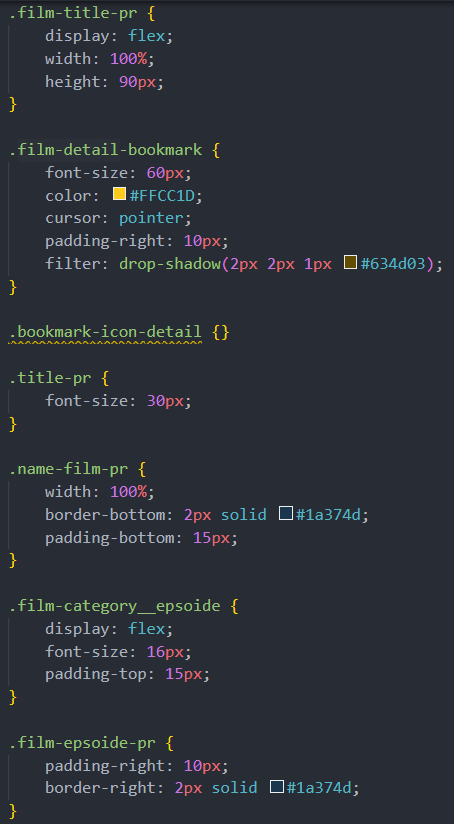 .film-title-pr {
display: flex;
width: 100%;
height: 90px;
}
.film-detail-bookmark {
font-size: 60px;
color: #FFCC1D;
cursor: pointer;
padding-right: 10px;
filter: drop-shadow(2px 2px 1px #634d03);
}
.bookmark-icon-detail {}
.title-pr {
font-size: 30px;
}
.name-film-pr {
width: 100%;
border-bottom: 2px solid #1a374d;
padding-bottom: 15px;
}
.film-category__epsoide {
display: flex;
font-size: 16px;
padding-top: 15px;
}
.film-epsoide-pr {
padding-right: 10px;
border-right: 2px solid #1a374d;
}